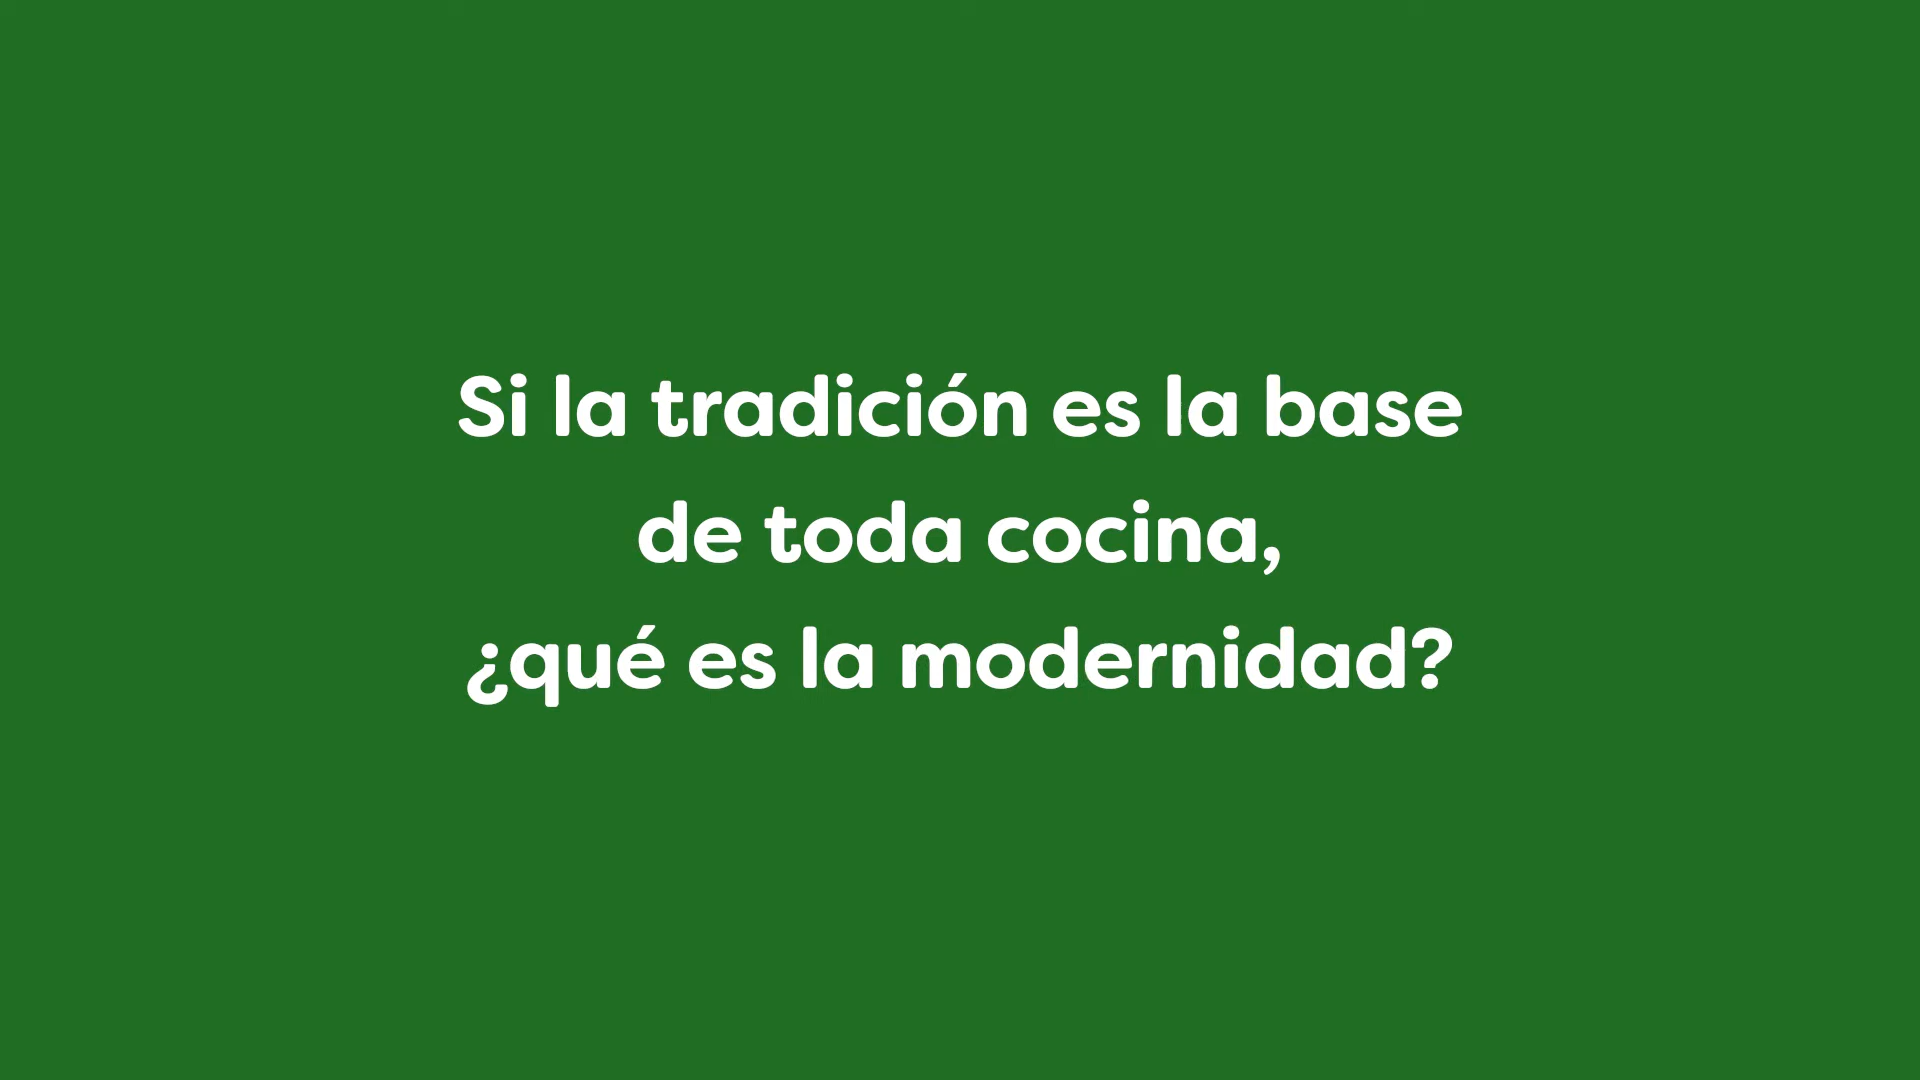 Si la tradición es la base
de toda cocina,
¿qué es la modernidad?